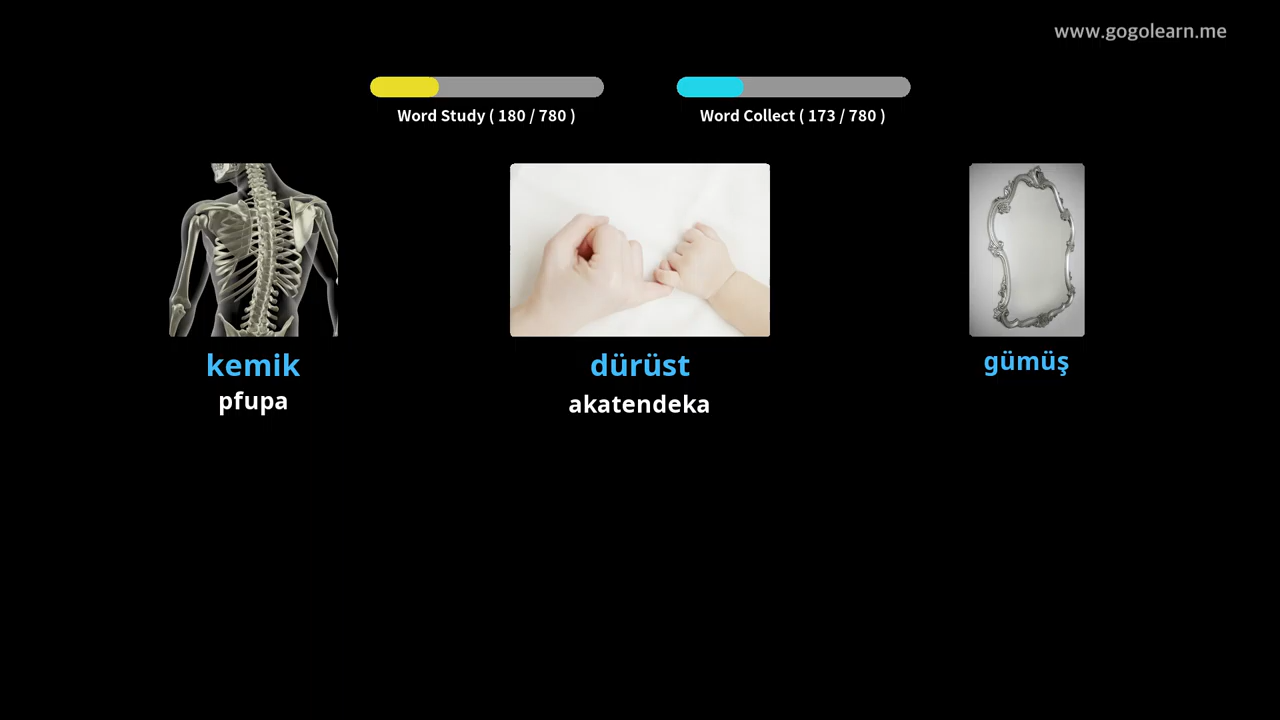 www.gogolearn.me
Word Study ( 180 / 780 )
Word Collect ( 173 / 780 )
kemik
pfupa
dürüst
akatendeka
gümüş